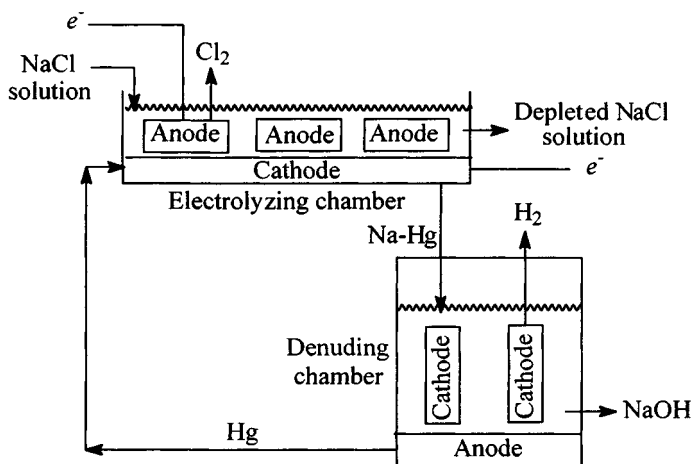 e⁻
Cl₂
NaCl
solution
Anode
Anode
Anode
Depleted NaCl
solution
Cathode
e⁻
Electrolyzing chamber
H₂
Na-Hg
Denuding
chamber
Cathode
Cathode
NaOH
Hg
Anode